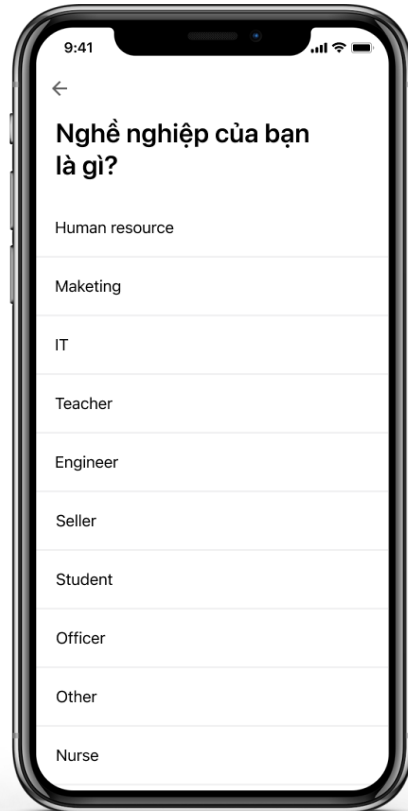 9:41
Nghề nghiệp của bạn
là gì?
Human resource
Maketing
IT
Teacher
Engineer
Seller
Student
Officer
Other
Nurse